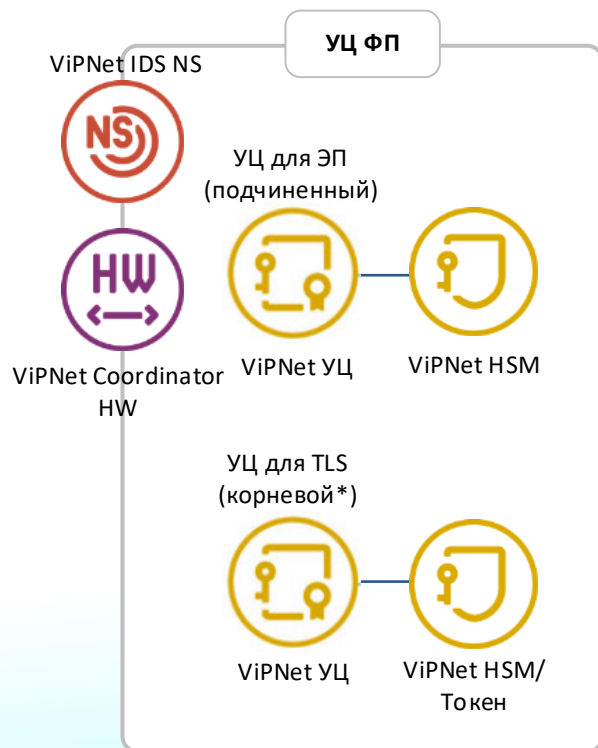 УЦ ФП
ViPNet IDS NS
NS
УЦ для ЭП
(подчиненный)
HW
ViPNet УЦ
ViPNet HSM
ViPNet Coordinator
HW
УЦ для TLS
(корневой*)
ViPNet УЦ
ViPNet HSM/
Токен